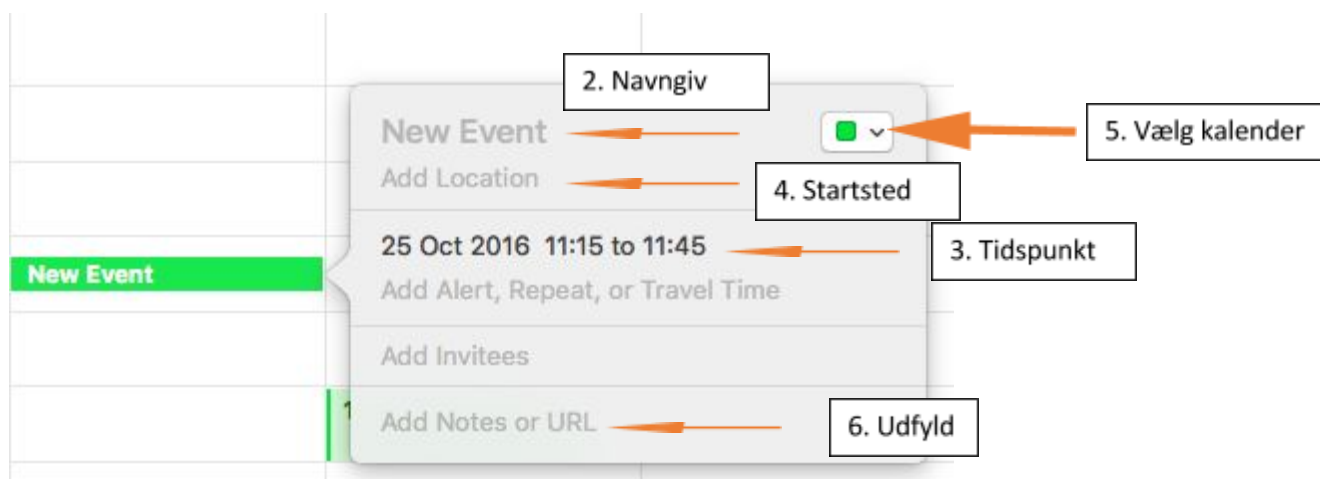 2. Navngiv
New Event
5. Vælg kalender
Add Location
4. Startsted
25 Oct 2016 11:15 to 11:45
3. Tidspunkt
New Event
Add Alert, Repeat, or Travel Time
Add Invitees
1
Add Notes or URL
6. Udfyld